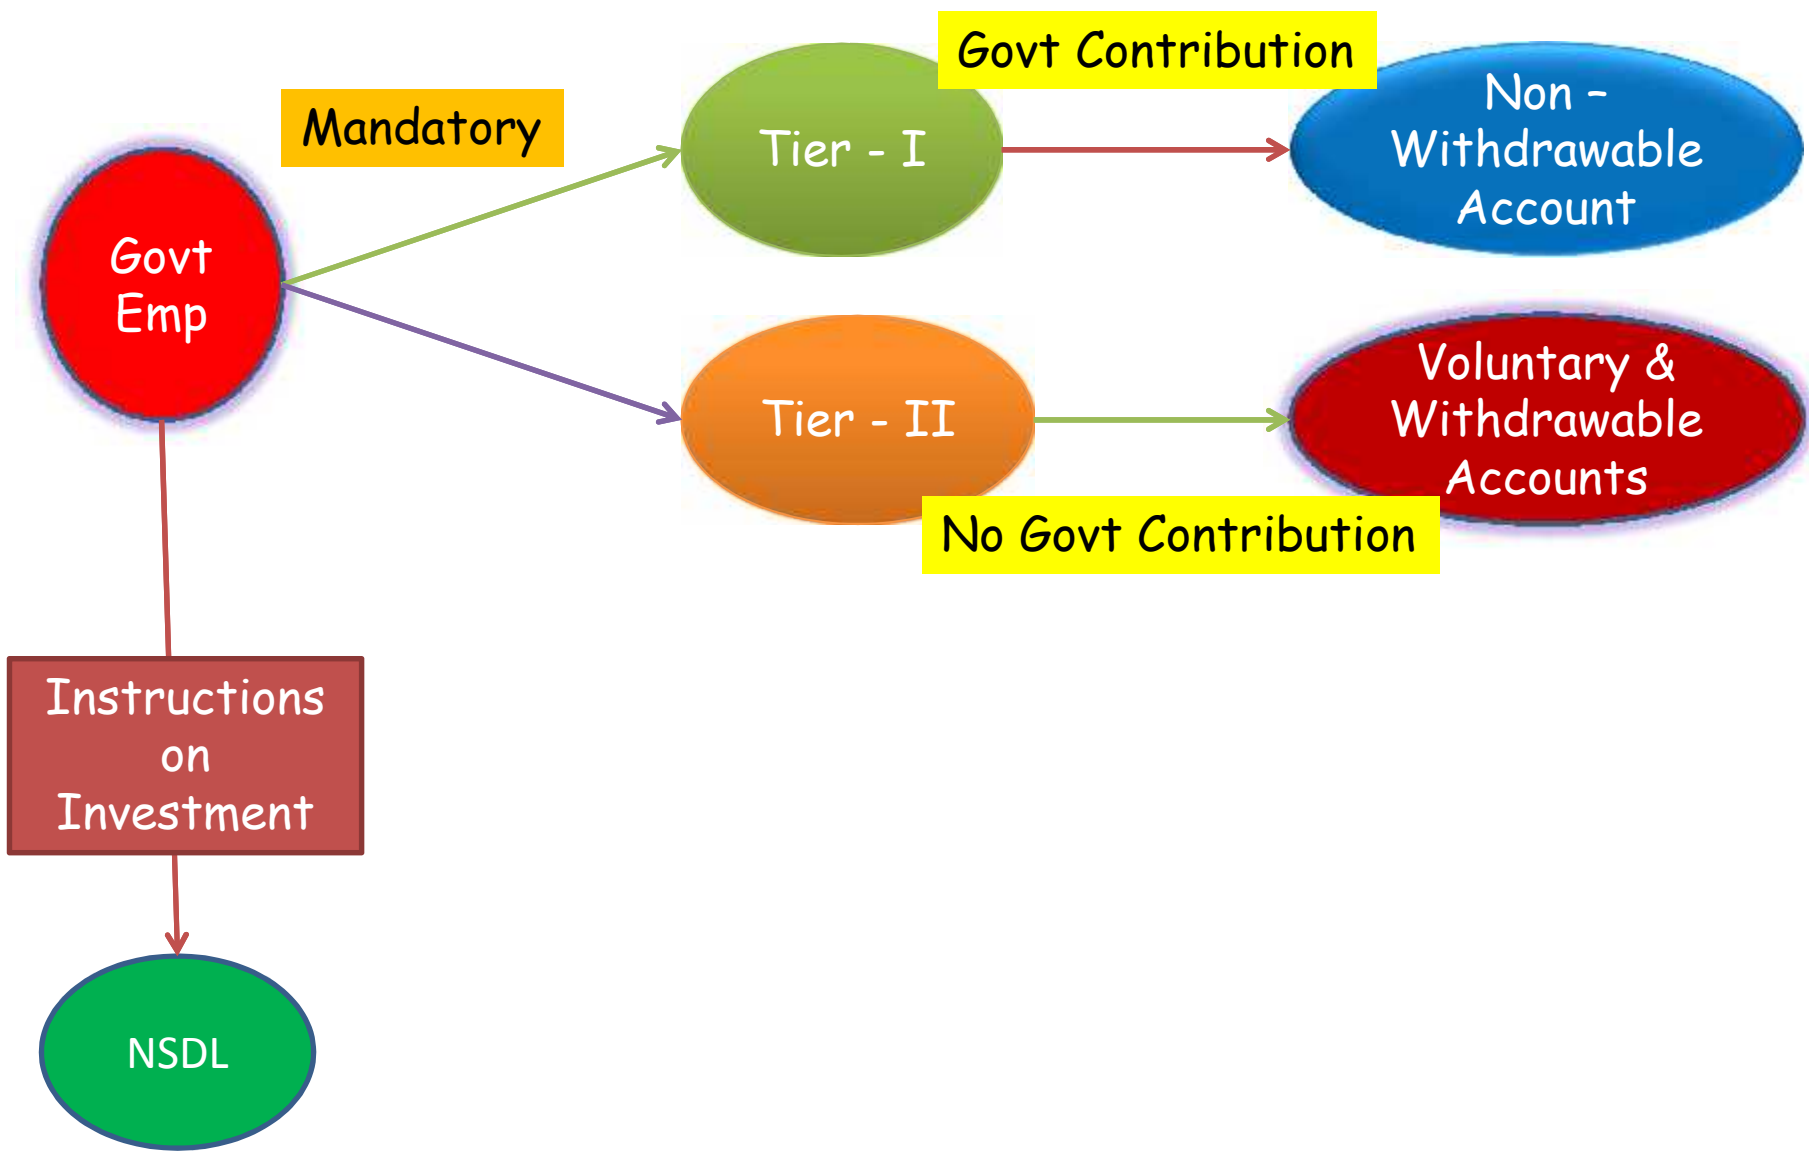 Govt Contribution
Mandatory
Tier - I
Non –
Withdrawable
Account
Govt
Emp
Tier - II
Voluntary &
Withdrawable
Accounts
No Govt Contribution
Instructions
on
Investment
NSDL